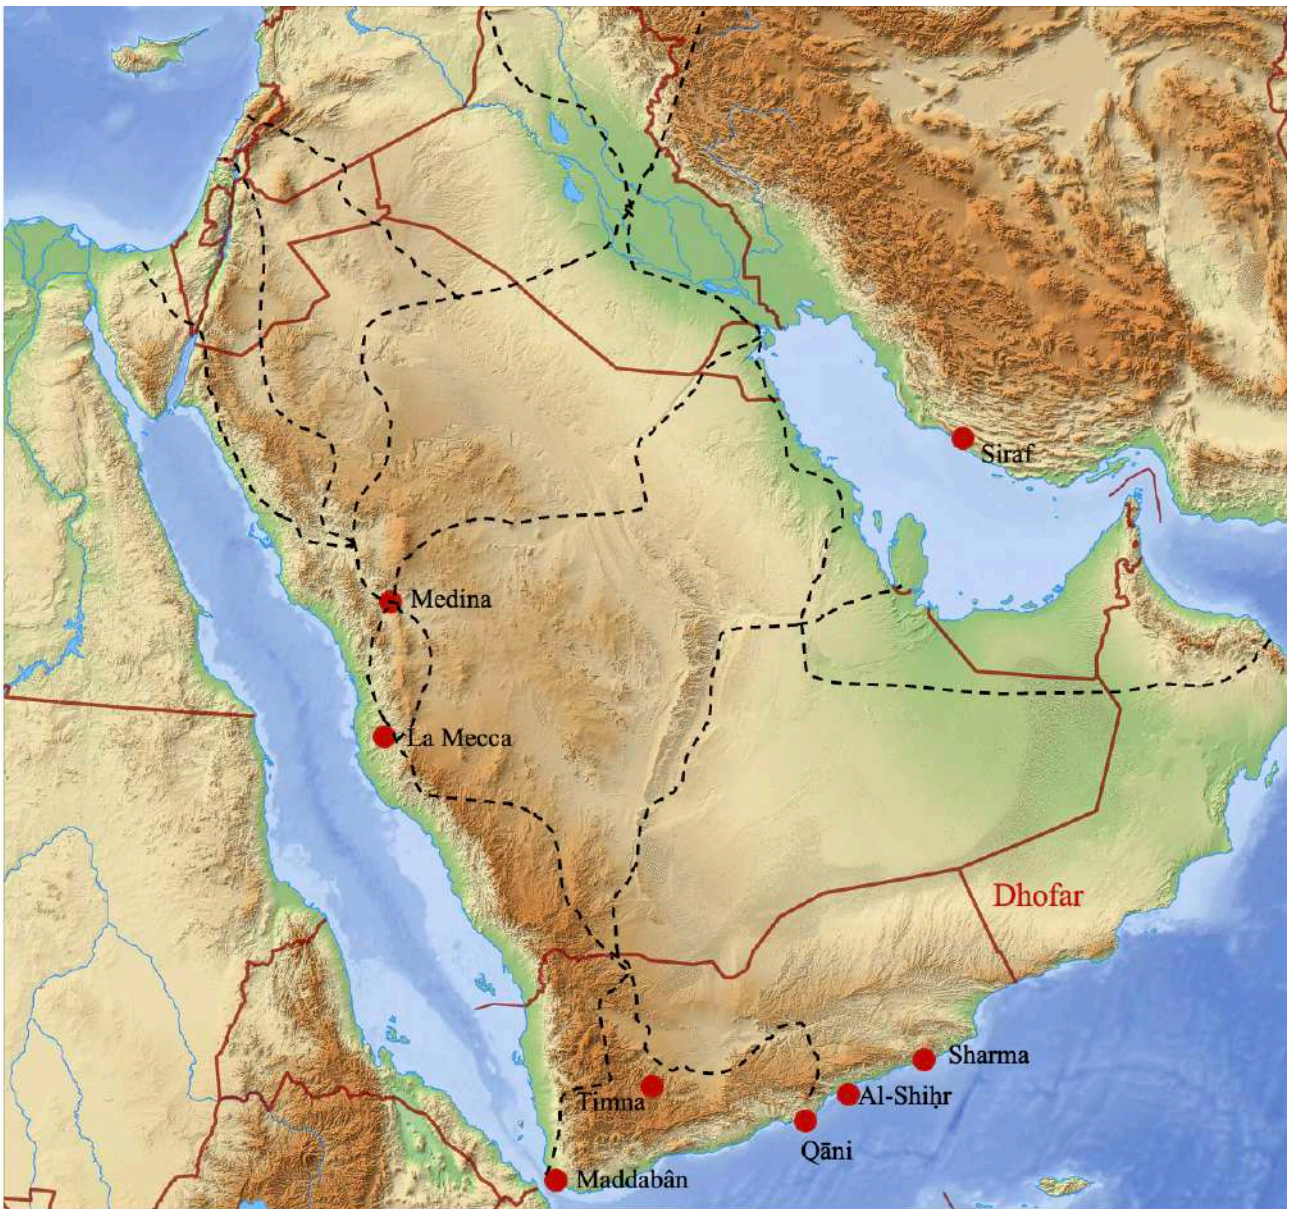 Siraf
Medina
La Mecca
Dhofar
Sharma
Al-Shiḥr
Timna
Qāni
Maddabân